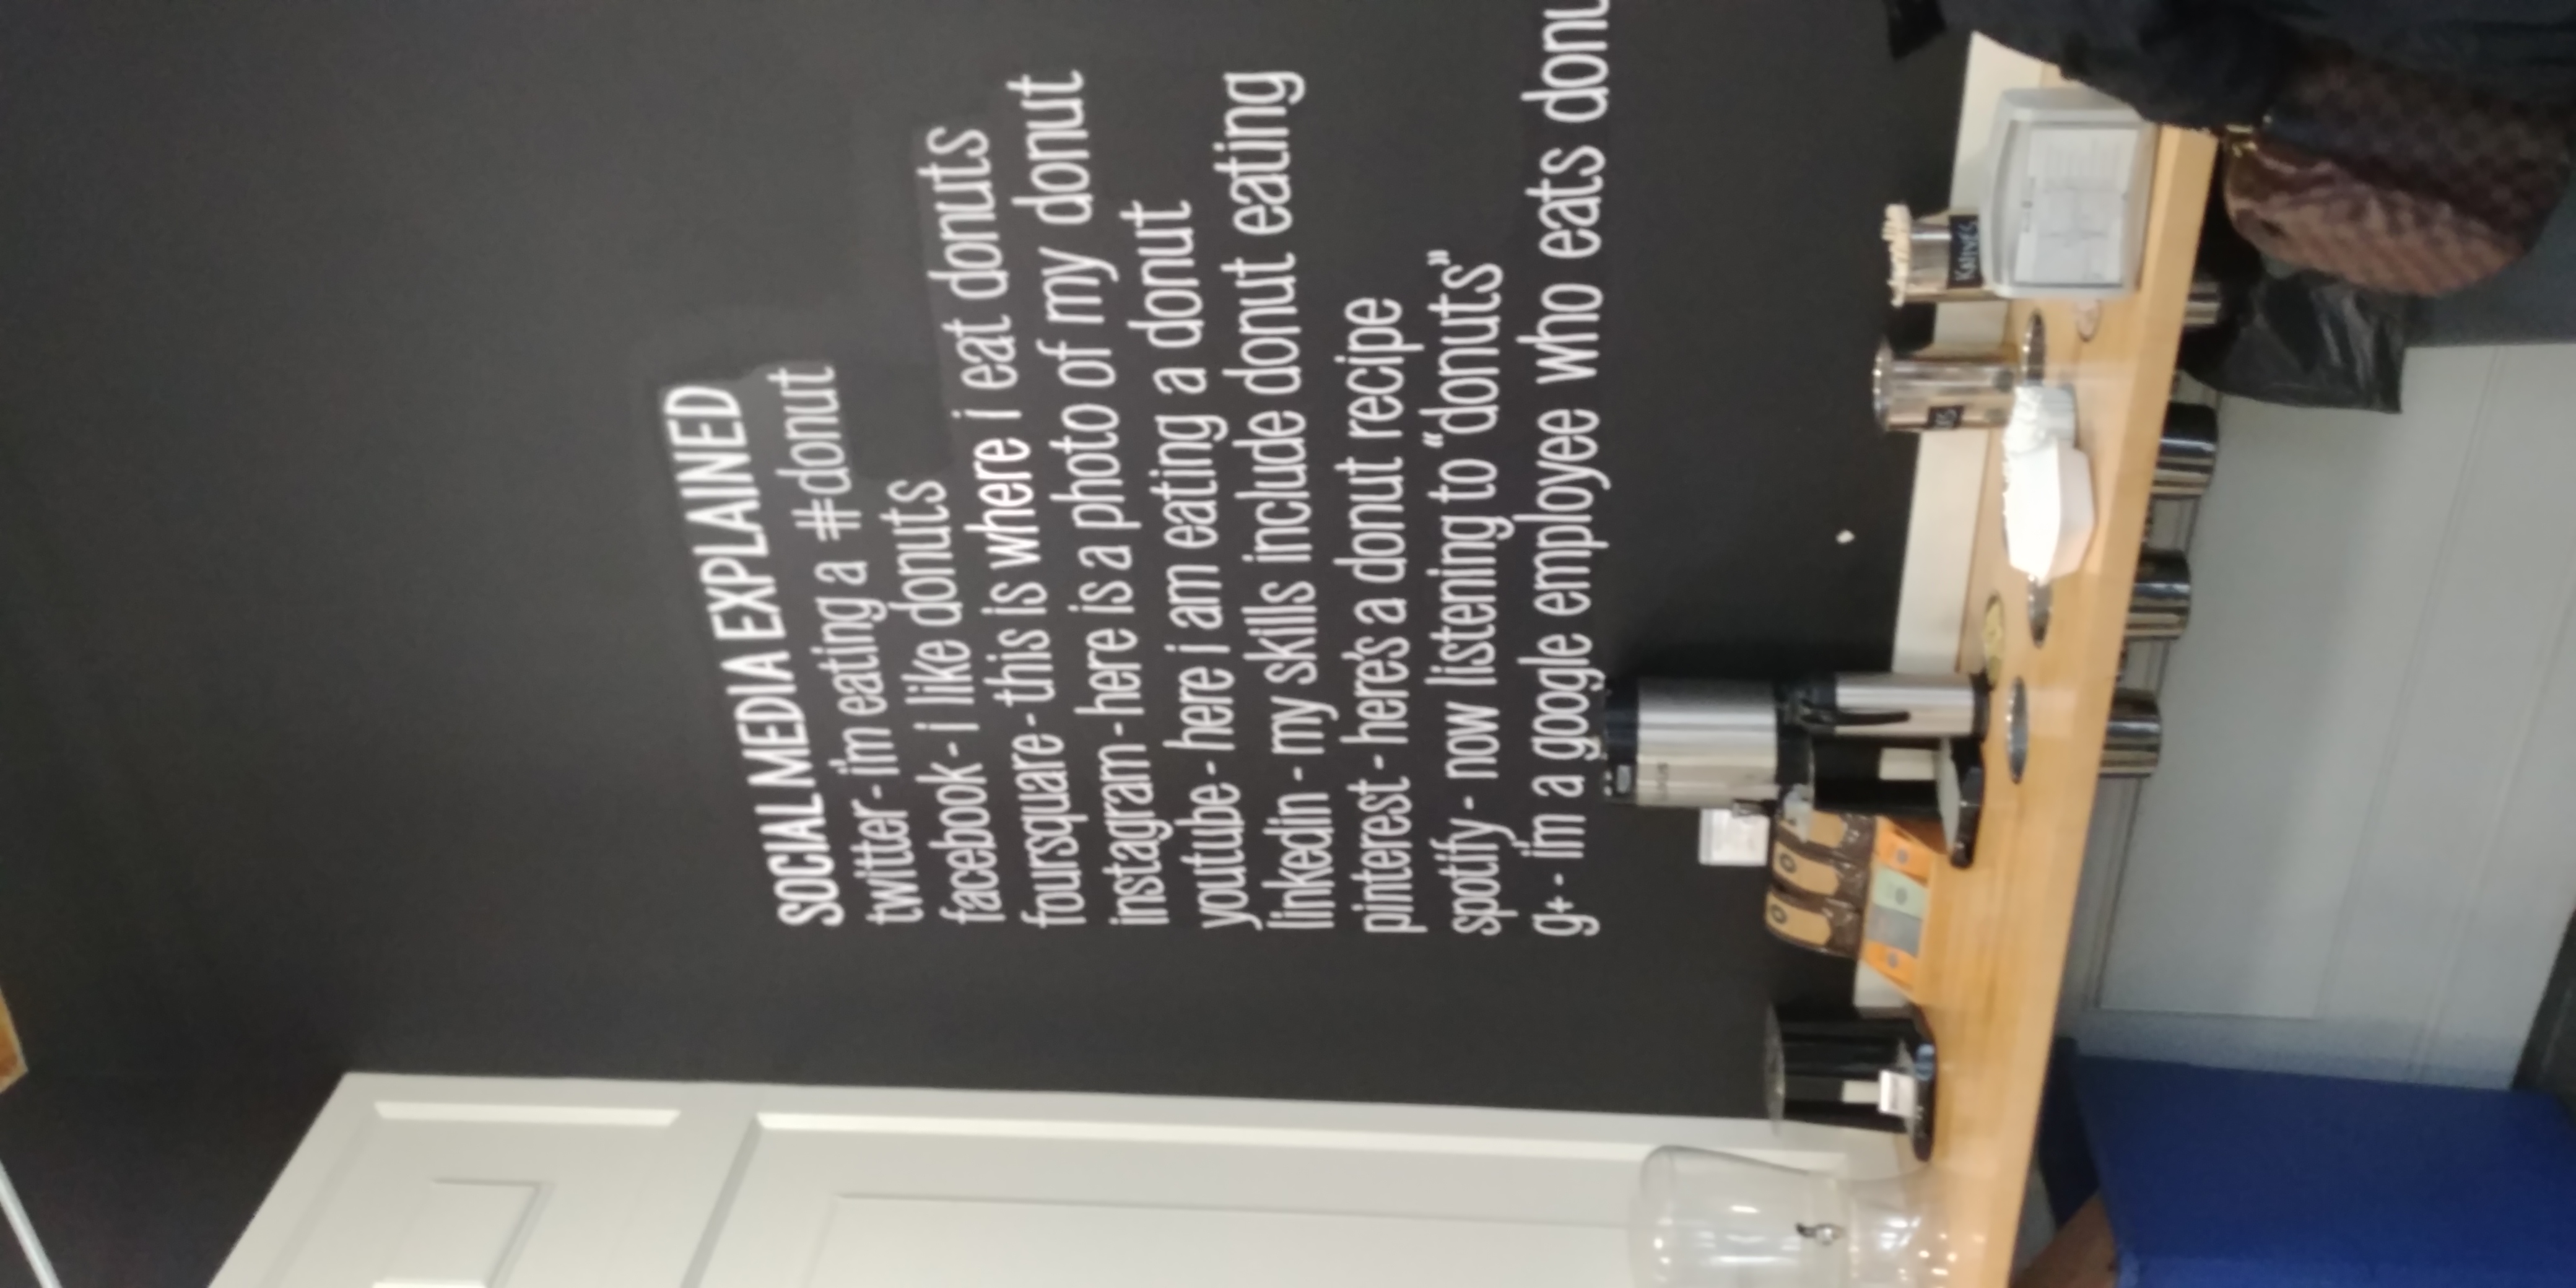 SOCIAL MEDIA EXPLAINED
twitter - i'm eating a #donut
facebook - i like donuts
foursquare - this is where i eat donuts
instagram - here is a photo of my donut
youtube - here i am eating a donut
linkedin - my skills include donut eating
pinterest - here's a donut recipe
spotify - now listening to "donuts"
g+ - i'm a google employee who eats donu
KNIVES